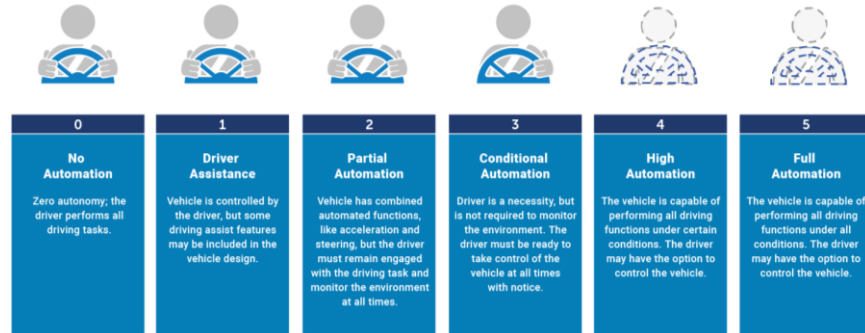 0
No
Automation
Zero autonomy; the
driver performs all
driving tasks.
1
Driver
Assistance
Vehicle is controlled by
the driver, but some
driving assist features
may be included in the
vehicle design.
2
Partial
Automation
Vehicle has combined
automated functions,
like acceleration and
steering, but the driver
must remain engaged
with the driving task and
monitor the environment
at all times.
3
Conditional
Automation
Driver is a necessity, but
is not required to monitor
the environment. The
driver must be ready to
take control of the
vehicle at all times
with notice.
4
High
Automation
The vehicle is capable of
performing all driving
functions under certain
conditions. The driver
may have the option to
control the vehicle.
5
Full
Automation
The vehicle is capable of
performing all driving
functions under all
conditions. The driver
may have the option to
control the vehicle.